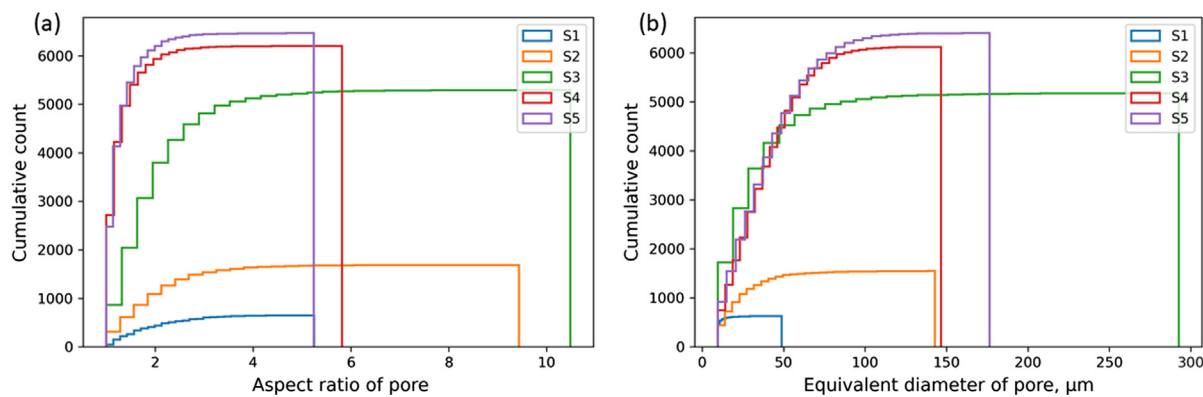 (a)
Cumulative count
6000
5000
4000
3000
2000
1000
0
2
4
6
8
10
Aspect ratio of pore
S1
S2
S3
S4
S5
(b)
Cumulative count
6000
5000
4000
3000
2000
1000
0
0
50
100
150
200
250
300
Equivalent diameter of pore, μm
S1
S2
S3
S4
S5